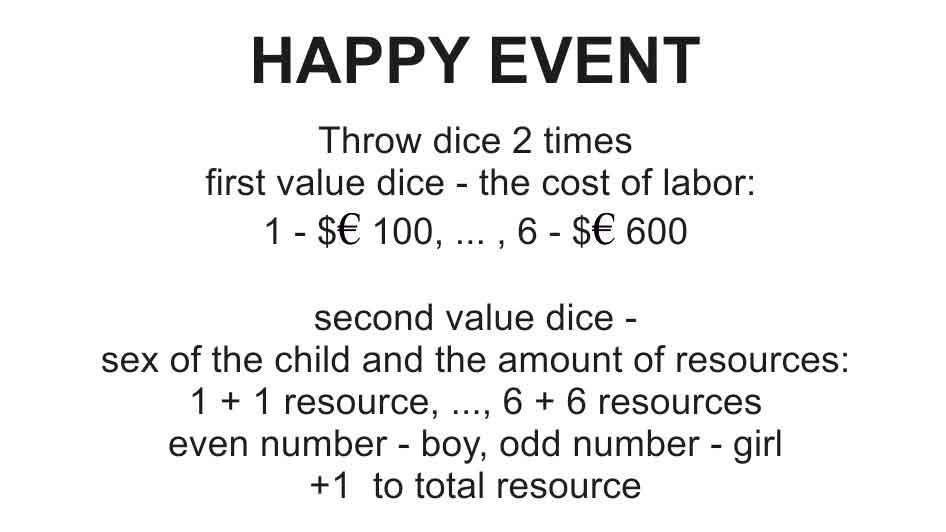 HAPPY EVENT
Throw dice 2 times
first value dice - the cost of labor:
1 - $€ 100, ... , 6 - $€ 600
second value dice -
sex of the child and the amount of resources:
1 + 1 resource, ..., 6 + 6 resources
even number - boy, odd number - girl
+1  to total resource